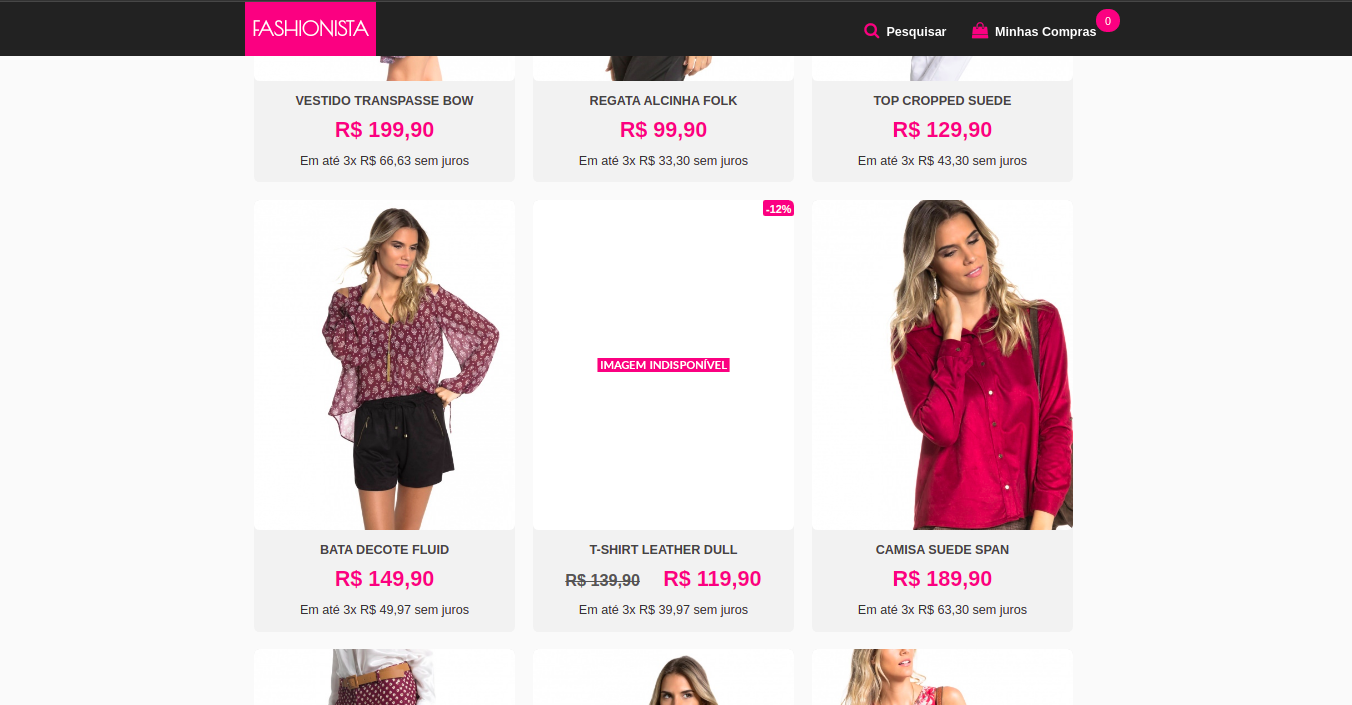 FASHIONISTA
Pesquisar
Minhas Compras
0
VESTIDO TRANSPASSE BOW
R$ 199,90
Em até 3x R$ 66,63 sem juros
REGATA ALCINHA FOLK
R$ 99,90
Em até 3x R$ 33,30 sem juros
TOP CROPPED SUEDE
R$ 129,90
Em até 3x R$ 43,30 sem juros
BATA DECOTE FLUID
R$ 149,90
Em até 3x R$ 49,97 sem juros
-12%
IMAGEM INDISPONÍVEL
T-SHIRT LEATHER DULL
R$ 139,90 R$ 119,90
Em até 3x R$ 39,97 sem juros
CAMISA SUEDE SPAN
R$ 189,90
Em até 3x R$ 63,30 sem juros